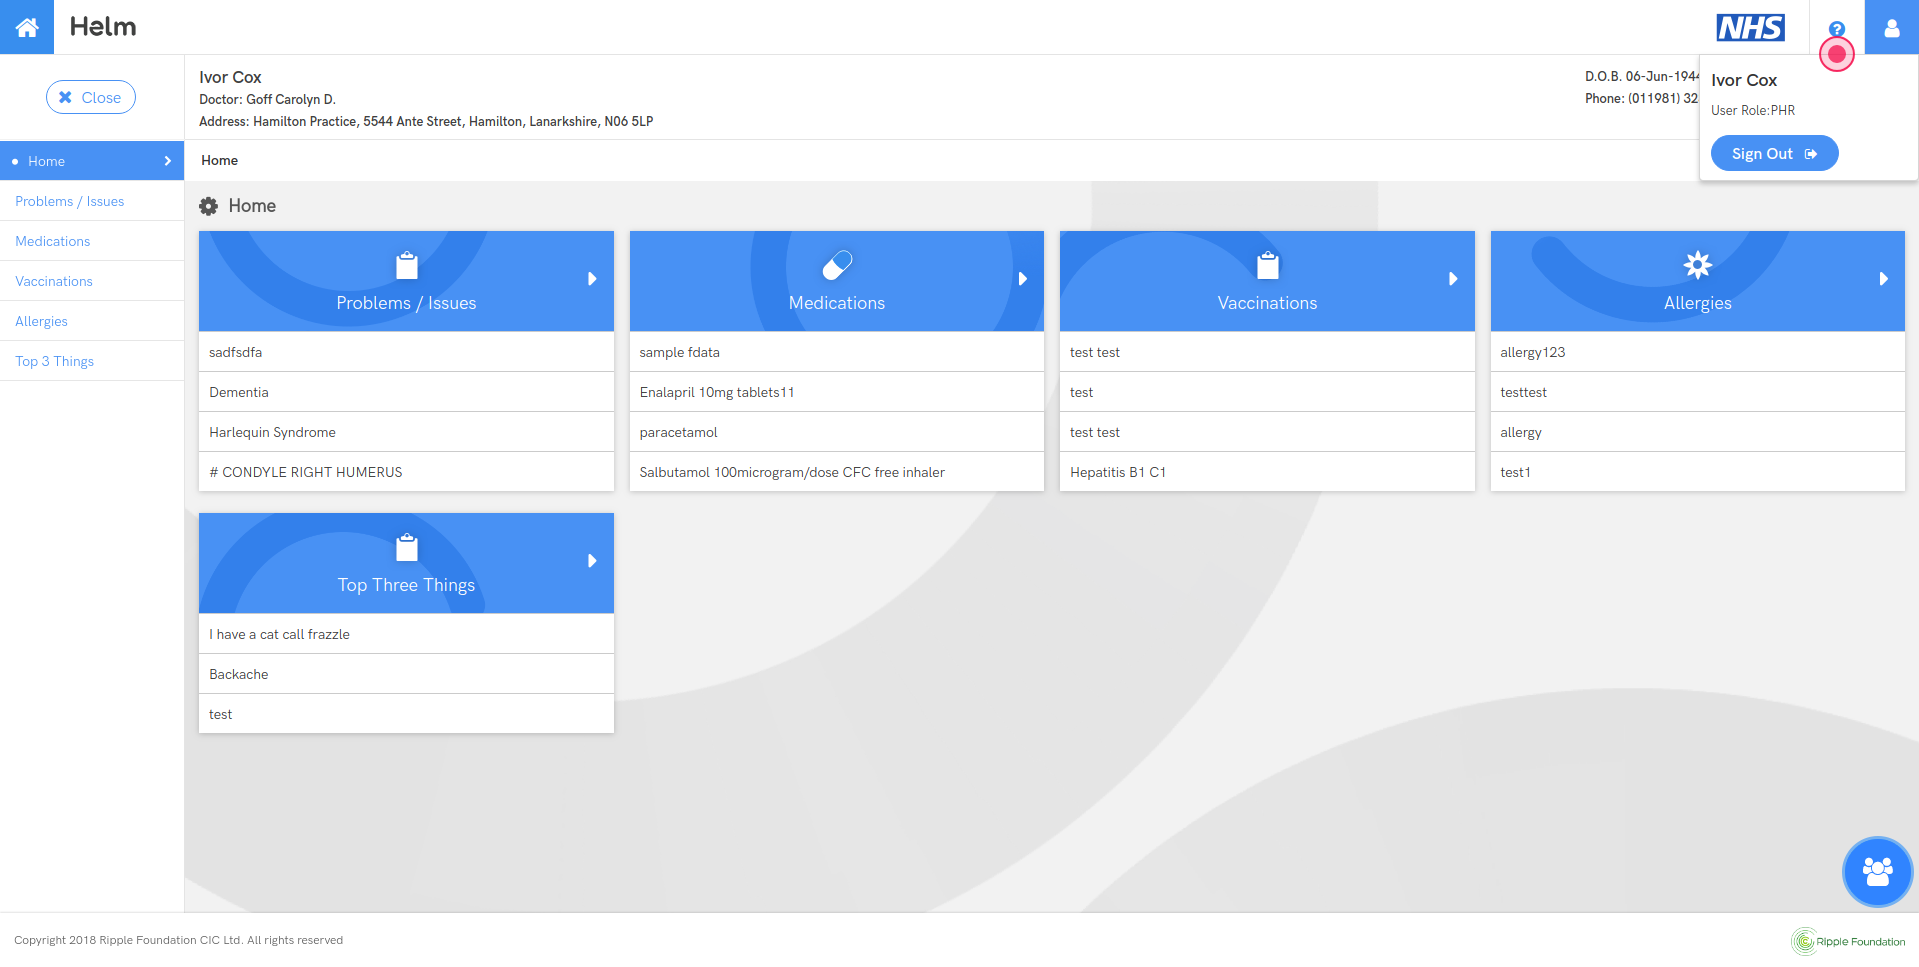 Helm
NHS
?
Close
Ivor Cox
Doctor: Goff Carolyn D.
Address: Hamilton Practice, 5544 Ante Street, Hamilton, Lanarkshire, N06 5LP
D.O.B. 06-Jun-1944
Phone: (011981) 32
Ivor Cox
User Role:PHR
Sign Out
Home
Problems / Issues
Medications
Vaccinations
Allergies
Top 3 Things
Home
Home
Problems / Issues
sadfsdfa
Dementia
Harlequin Syndrome
# CONDYLE RIGHT HUMERUS
Medications
sample fdata
Enalapril 10mg tablets11
paracetamol
Salbutamol 100microgram/dose CFC free inhaler
Vaccinations
test test
test
test test
Hepatitis B1 C1
Allergies
allergy123
testtest
allergy
test1
Top Three Things
I have a cat call frazzle
Backache
test
Copyright 2018 Ripple Foundation CIC Ltd. All rights reserved
Ripple Foundation